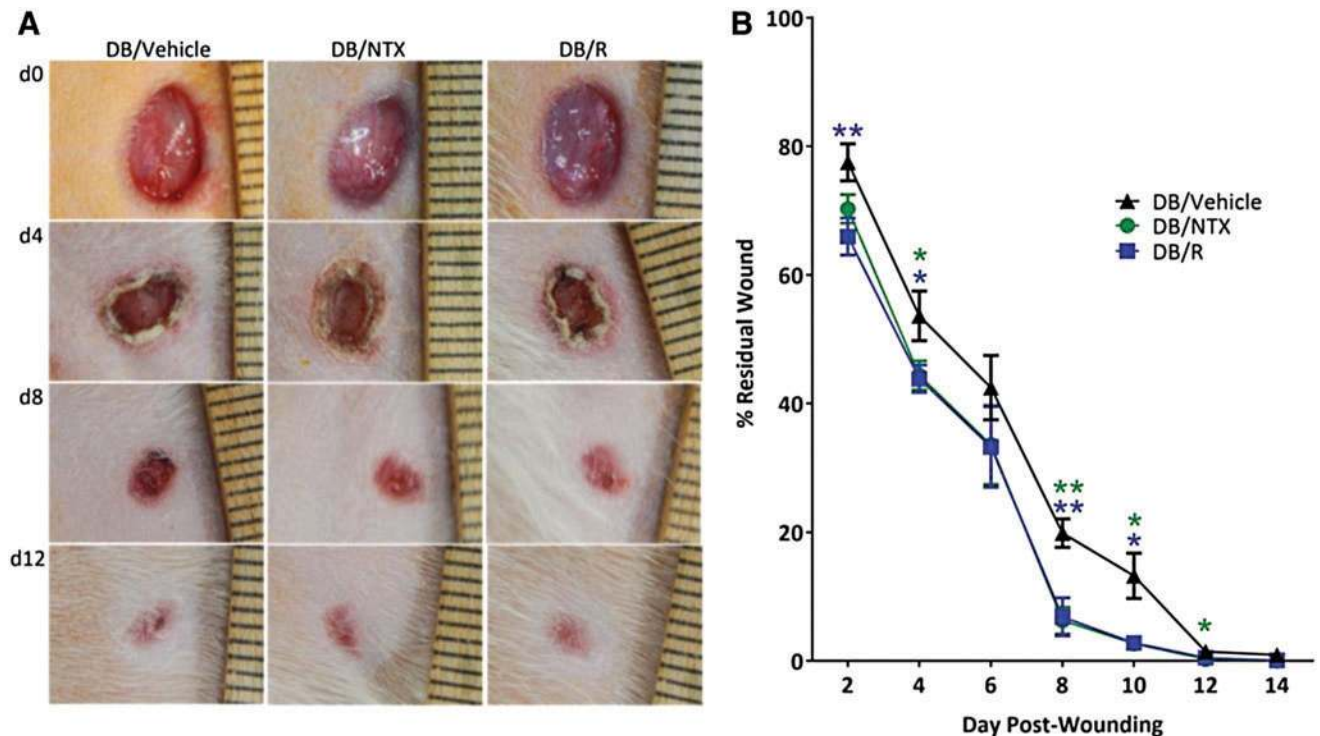 A
DB/Vehicle DB/NTX DB/R
d0
d4
d8
d12
B
100
80
60
40
20
0
% Residual Wound
**
*
*
**
**
*
*
*
DB/Vehicle
DB/NTX
DB/R
2 4 6 8 10 12 14
Day Post-Wounding